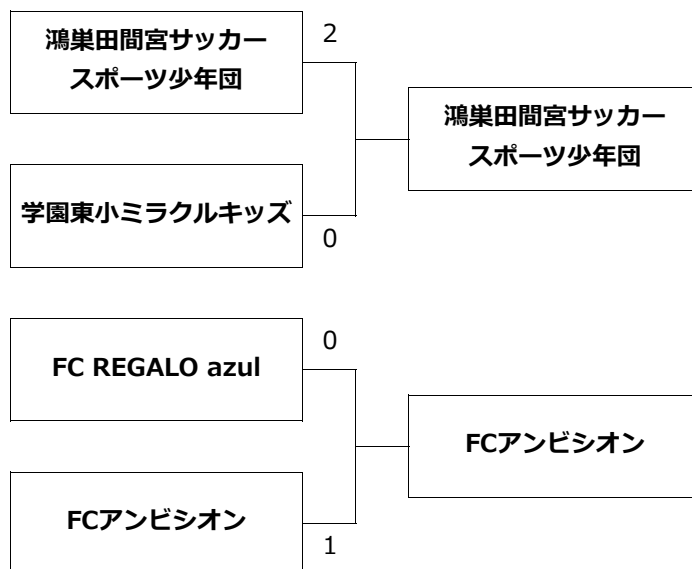 鴻巣田間宮サッカー
スポーツ少年団
2
鴻巣田間宮サッカー
スポーツ少年団
学園東小ミラクルキッズ
0
FC REGALO azul
0
FCアンビシオン
FCアンビシオン
1